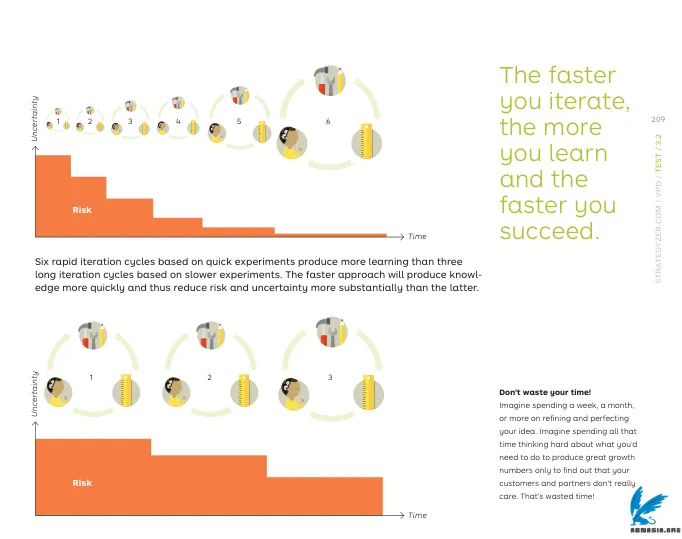 Uncertainty
1
2
3
4
5
6
Risk
Time
Six rapid iteration cycles based on quick experiments produce more learning than three
long iteration cycles based on slower experiments. The faster approach will produce knowl-
edge more quickly and thus reduce risk and uncertainty more substantially than the latter.
Uncertainty
1
2
3
Risk
Time
The faster
you iterate,
the more
you learn
and the
faster you
succeed.
209
STRATEGYZER.COM / VPD / TEST / 3.2
Don't waste your time!
Imagine spending a week, a month,
or more on refining and perfecting
your idea. Imagine spending all that
time thinking hard about what you'd
need to do to produce great growth
numbers only to find out that your
customers and partners don't really
care. That's wasted time!
ABMASIA.ORG